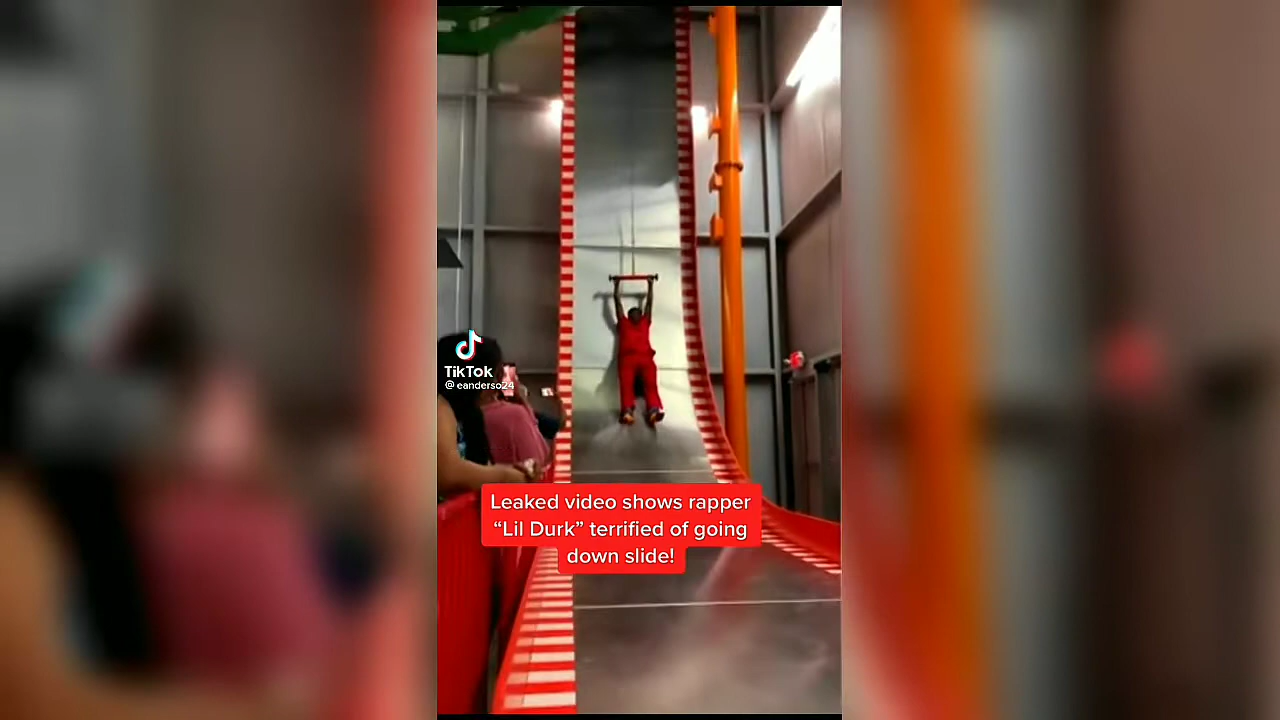 TikTok
@eanderso24
Leaked video shows rapper
“Lil Durk” terrified of going
down slide!